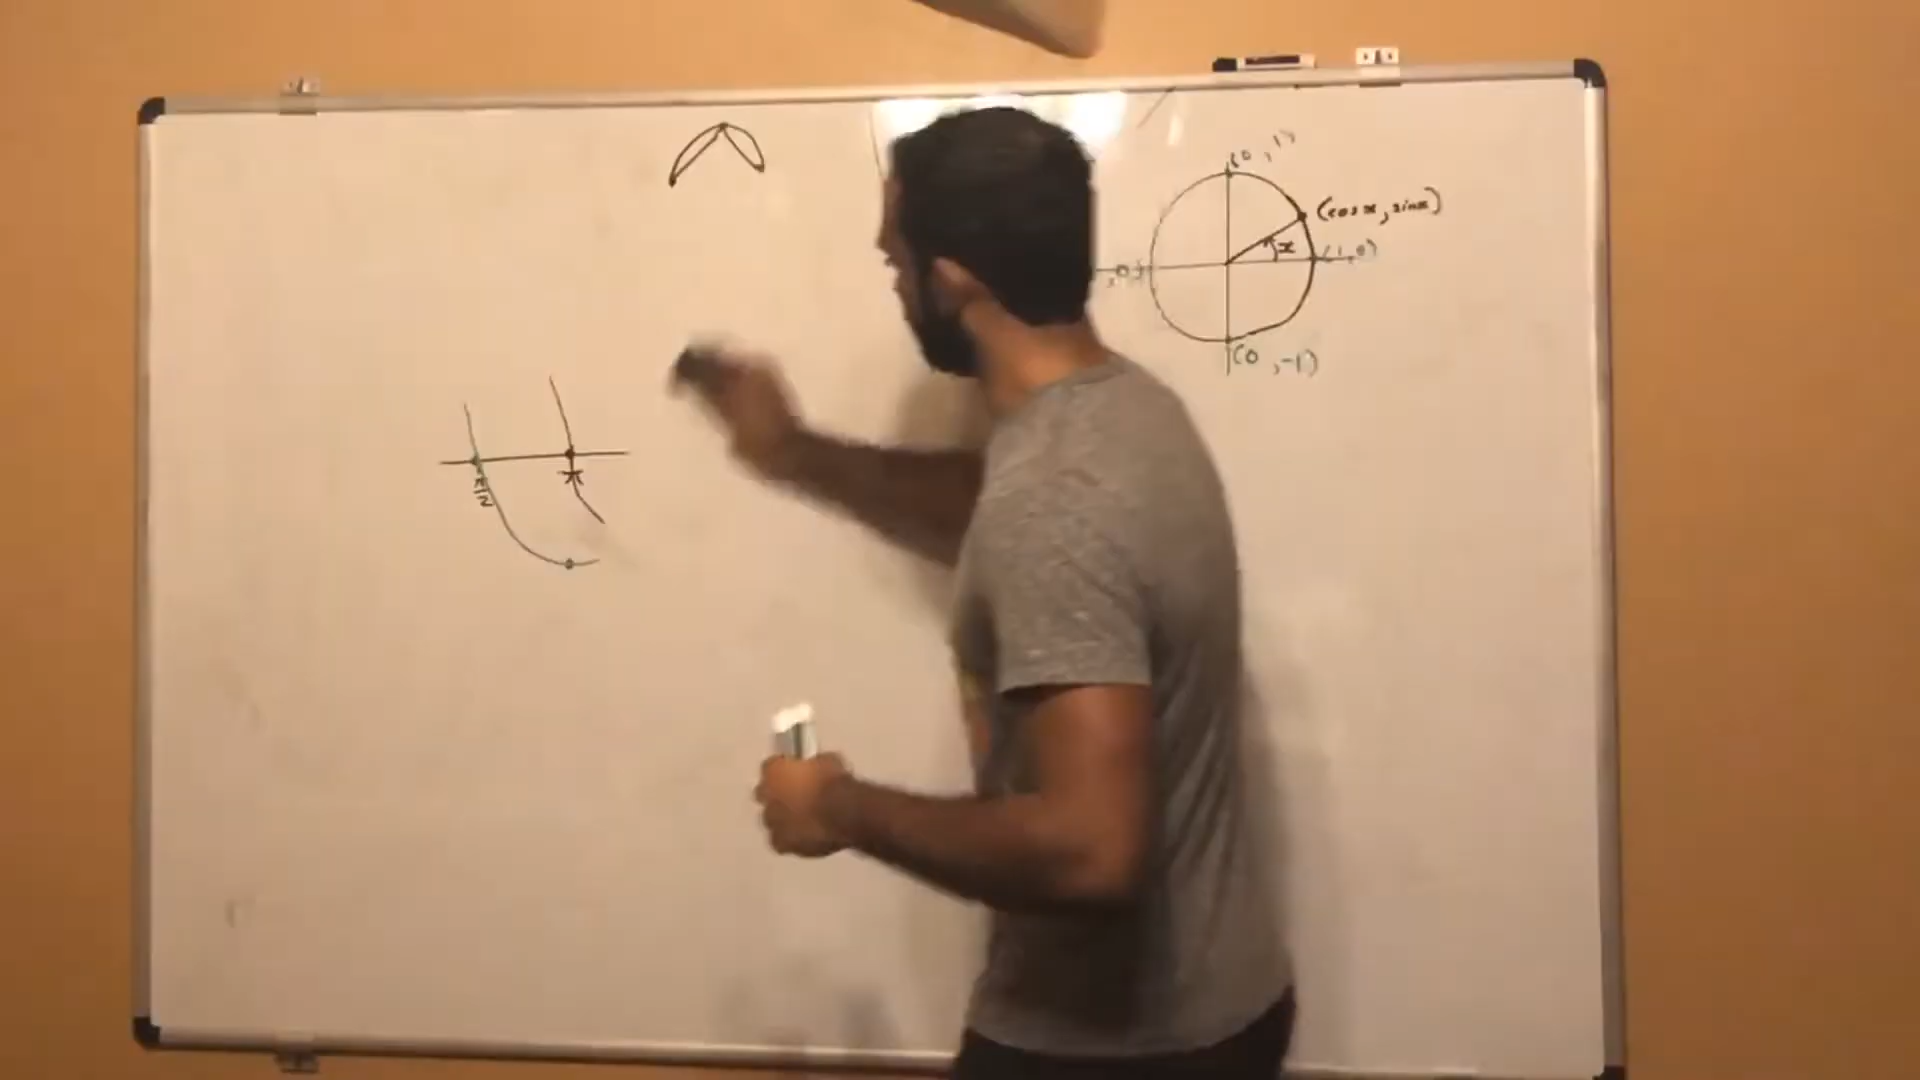 (0,1)
(cos x, sin x)
x
(1,0)
(0,-1)
π/2
π